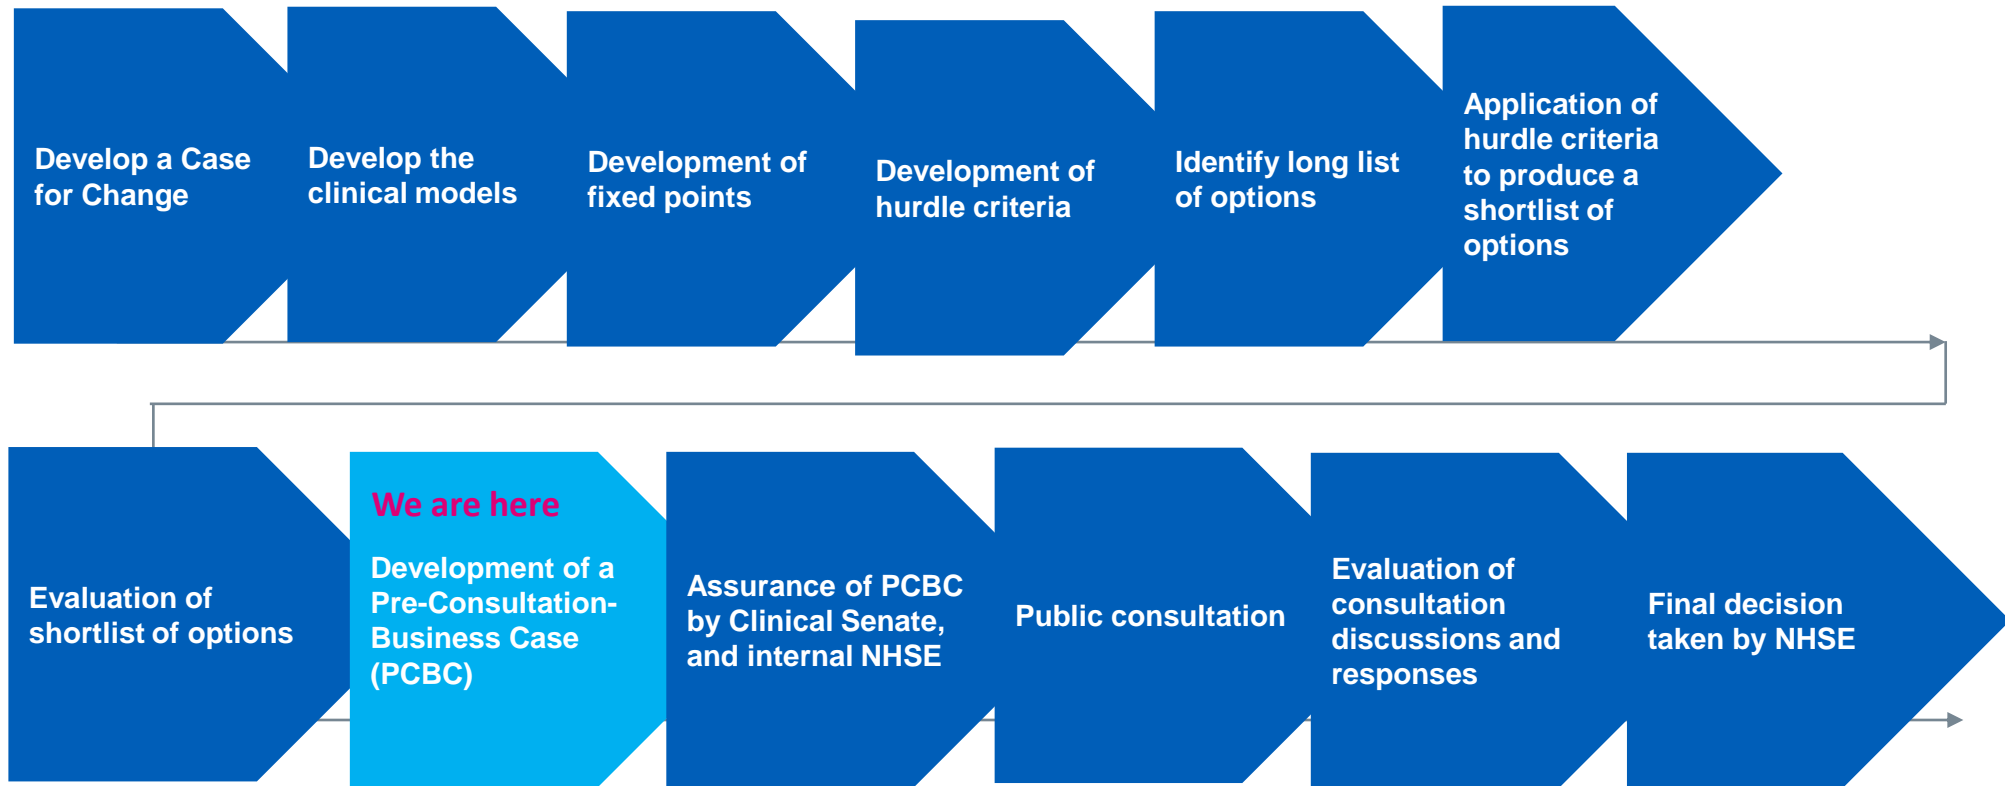 Develop a Case
for Change
Develop the
clinical models
Development of
fixed points
Development of
hurdle criteria
Identify long list
of options
Application of
hurdle criteria
to produce a
shortlist of
options
Evaluation of
shortlist of options
We are here
Development of a
Pre-Consultation-
Business Case
(PCBC)
Assurance of PCBC
by Clinical Senate,
and internal NHSE
Public consultation
Evaluation of
consultation
discussions and
responses
Final decision
taken by NHSE